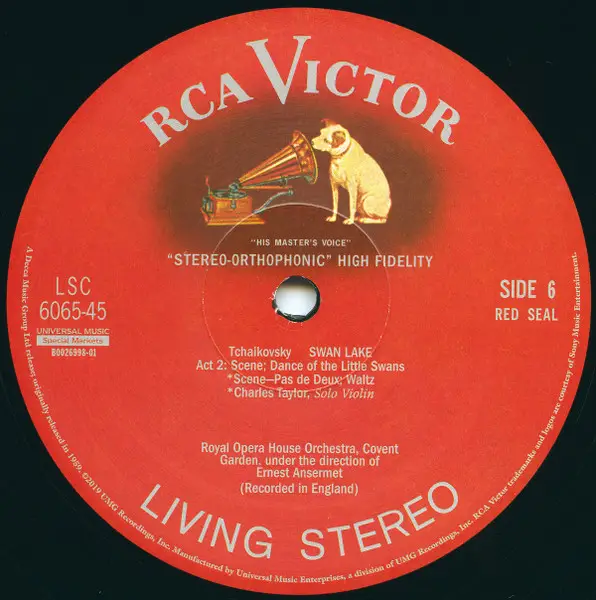 RCA VICTOR
"HIS MASTER'S VOICE"
"STEREO-ORTHOPHONIC" HIGH FIDELITY
LSC
6065-45
UNIVERSAL MUSIC
Special Markets
B0026998-01
SIDE 6
RED SEAL
Tchaikovsky SWAN LAKE
Act 2: Scene; Dance of the Little Swans
*Scene—Pas de Deux; Waltz
*Charles Taylor, Solo Violin
Royal Opera House Orchestra, Covent
Garden, under the direction of
Ernest Ansermet
(Recorded in England)
LIVING STEREO
A Decca Music Group Ltd release; originally released in 1959. ©2019 UMG Recordings, Inc. Manufactured by Universal Music Enterprises, a division of UMG Recordings, Inc. RCA Victor trademarks and logos are courtesy of Sony Music Entertainment.